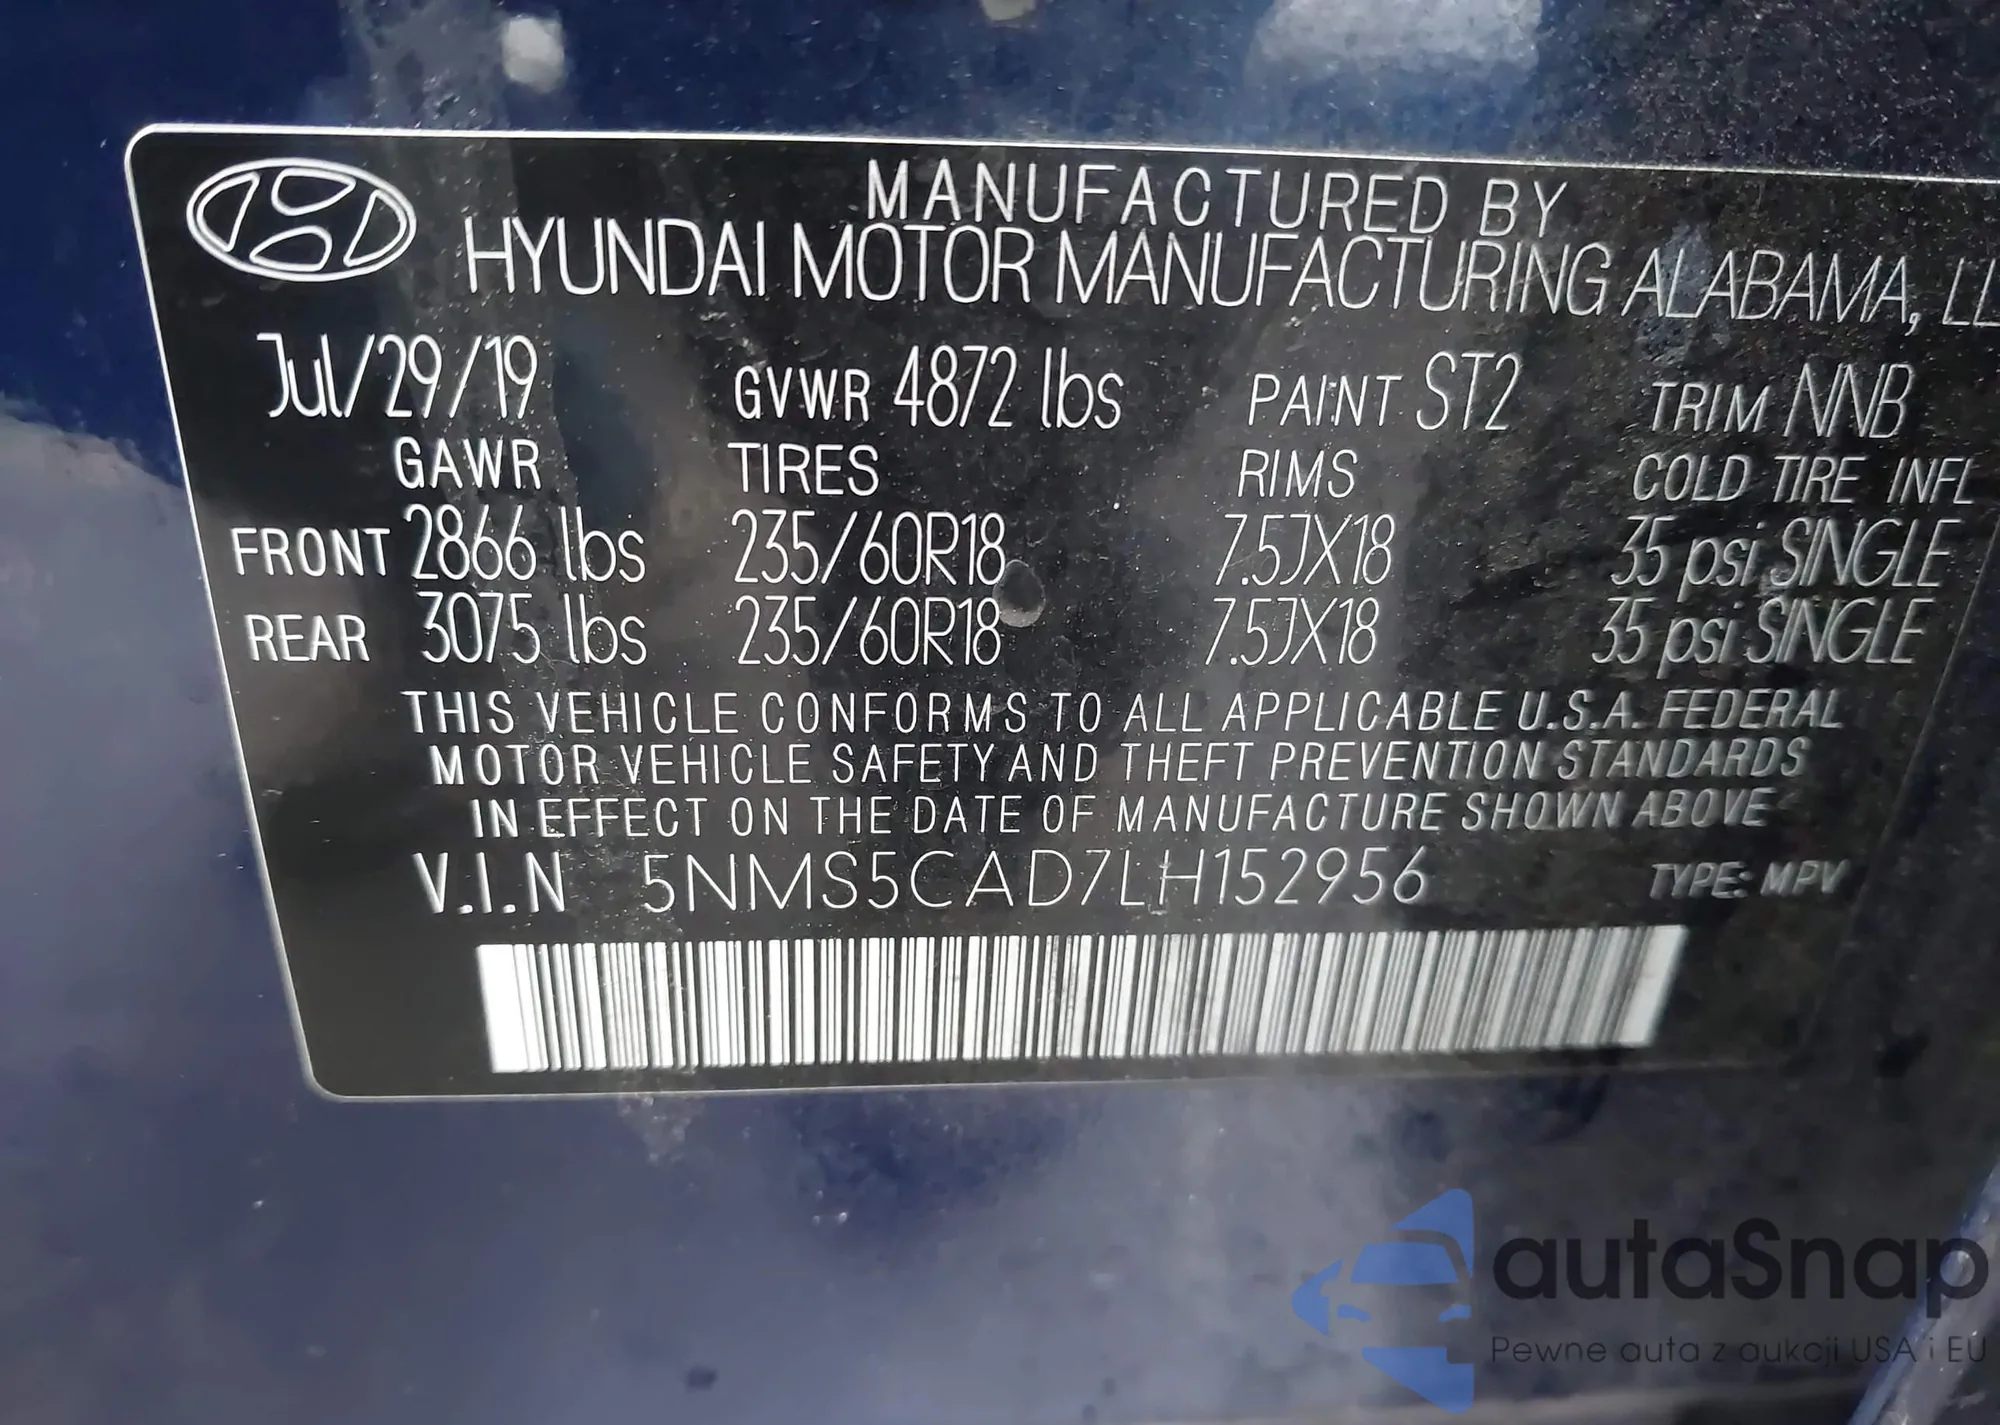 MANUFACTURED BY
HYUNDAI MOTOR MANUFACTURING ALABAMA, LL
Jul/29/19 GVWR 4872 lbs PAINT ST2 TRIM NNB
GAWR TIRES RIMS COLD TIRE INFL
FRONT 2866 lbs 235/60R18 7.5JX18 35 psi SINGLE
REAR 3075 lbs 235/60R18 7.5JX18 35 psi SINGLE
THIS VEHICLE CONFORMS TO ALL APPLICABLE U.S.A. FEDERAL
MOTOR VEHICLE SAFETY AND THEFT PREVENTION STANDARDS
IN EFFECT ON THE DATE OF MANUFACTURE SHOWN ABOVE
V.I.N 5NMS5CAD7LH152956 TYPE: MPV
autaSnap
Pewne auta z aukcji USA i EU